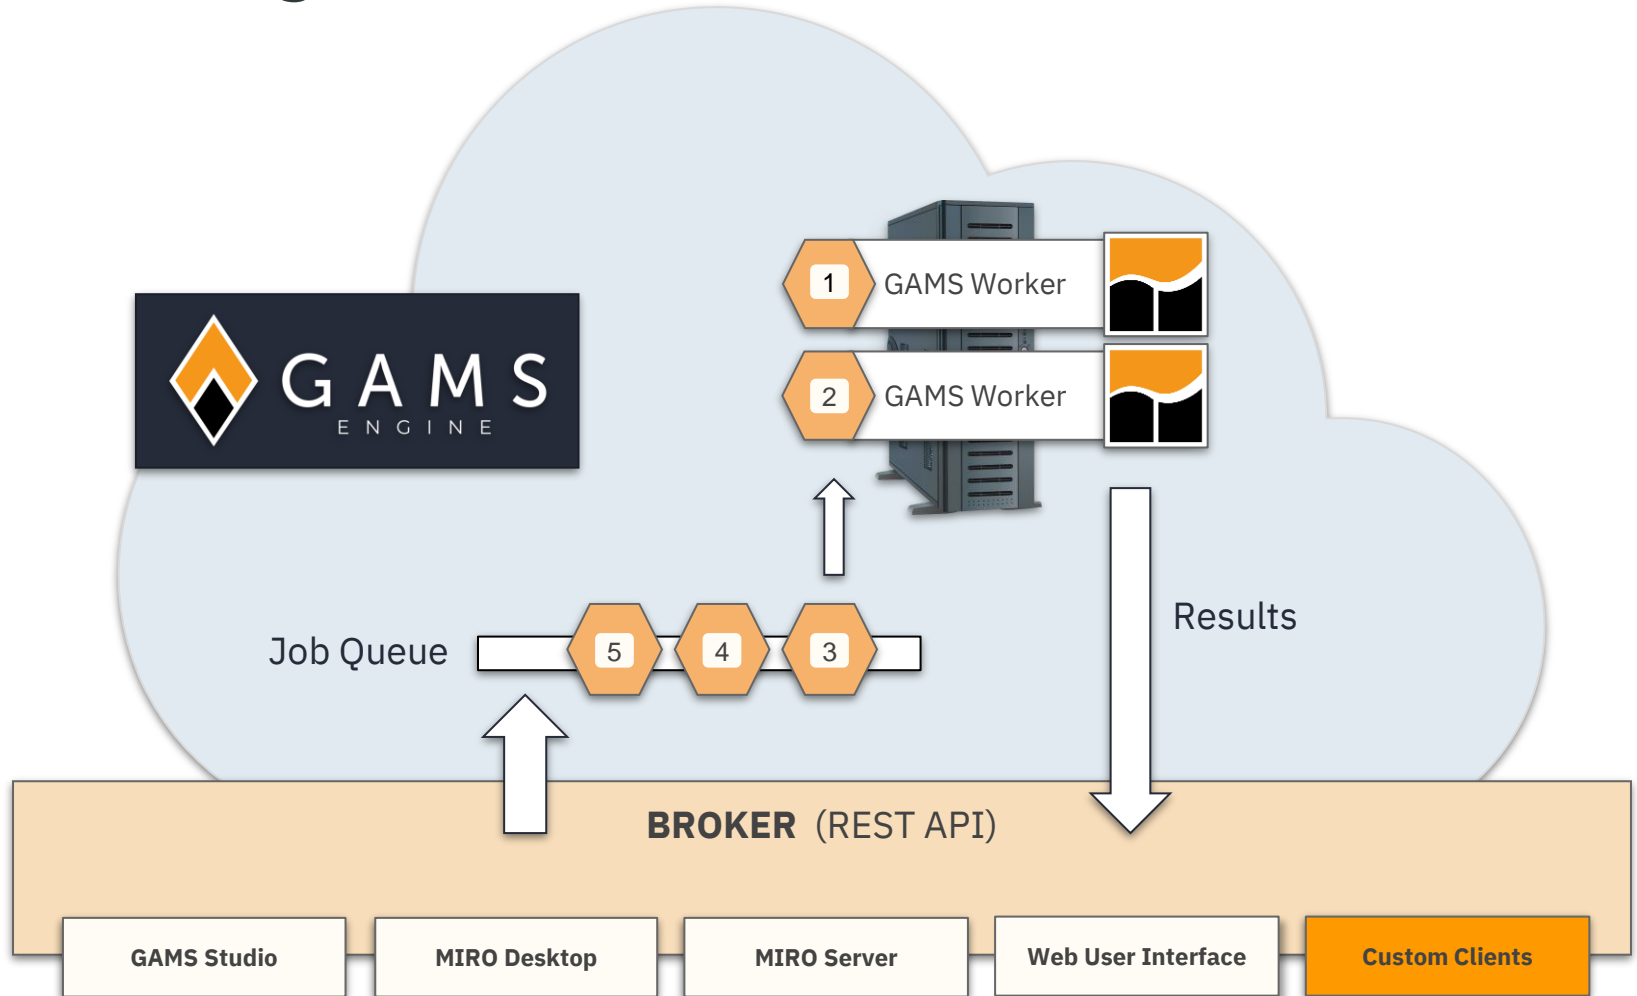 1
GAMS Worker
GAMS
ENGINE
2
GAMS Worker
Results
Job Queue
5
4
3
BROKER (REST API)
GAMS Studio
MIRO Desktop
MIRO Server
Web User Interface
Custom Clients